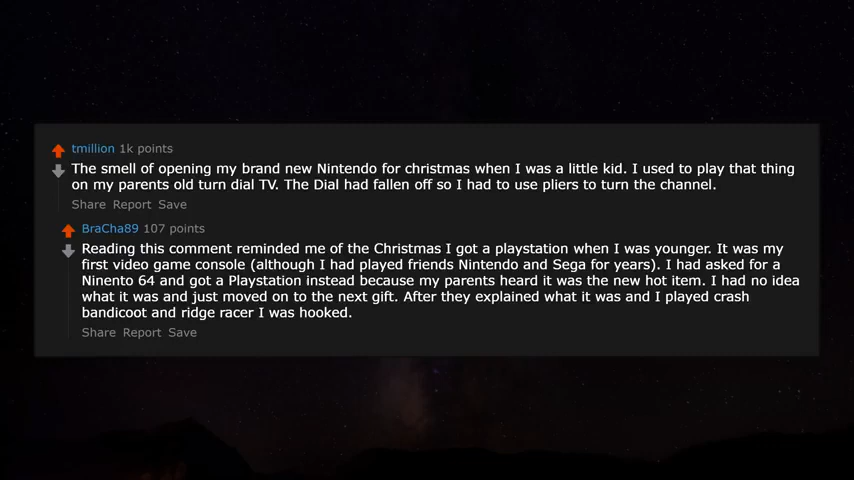 tmillion 1k points
The smell of opening my brand new Nintendo for christmas when I was a little kid. I used to play that thing
on my parents old turn dial TV. The Dial had fallen off so I had to use pliers to turn the channel.
Share Report Save
BraCha89 107 points
Reading this comment reminded me of the Christmas I got a playstation when I was younger. It was my
first video game console (although I had played friends Nintendo and Sega for years). I had asked for a
Ninento 64 and got a Playstation instead because my parents heard it was the new hot item. I had no idea
what it was and just moved on to the next gift. After they explained what it was and I played crash
bandicoot and ridge racer I was hooked.
Share Report Save